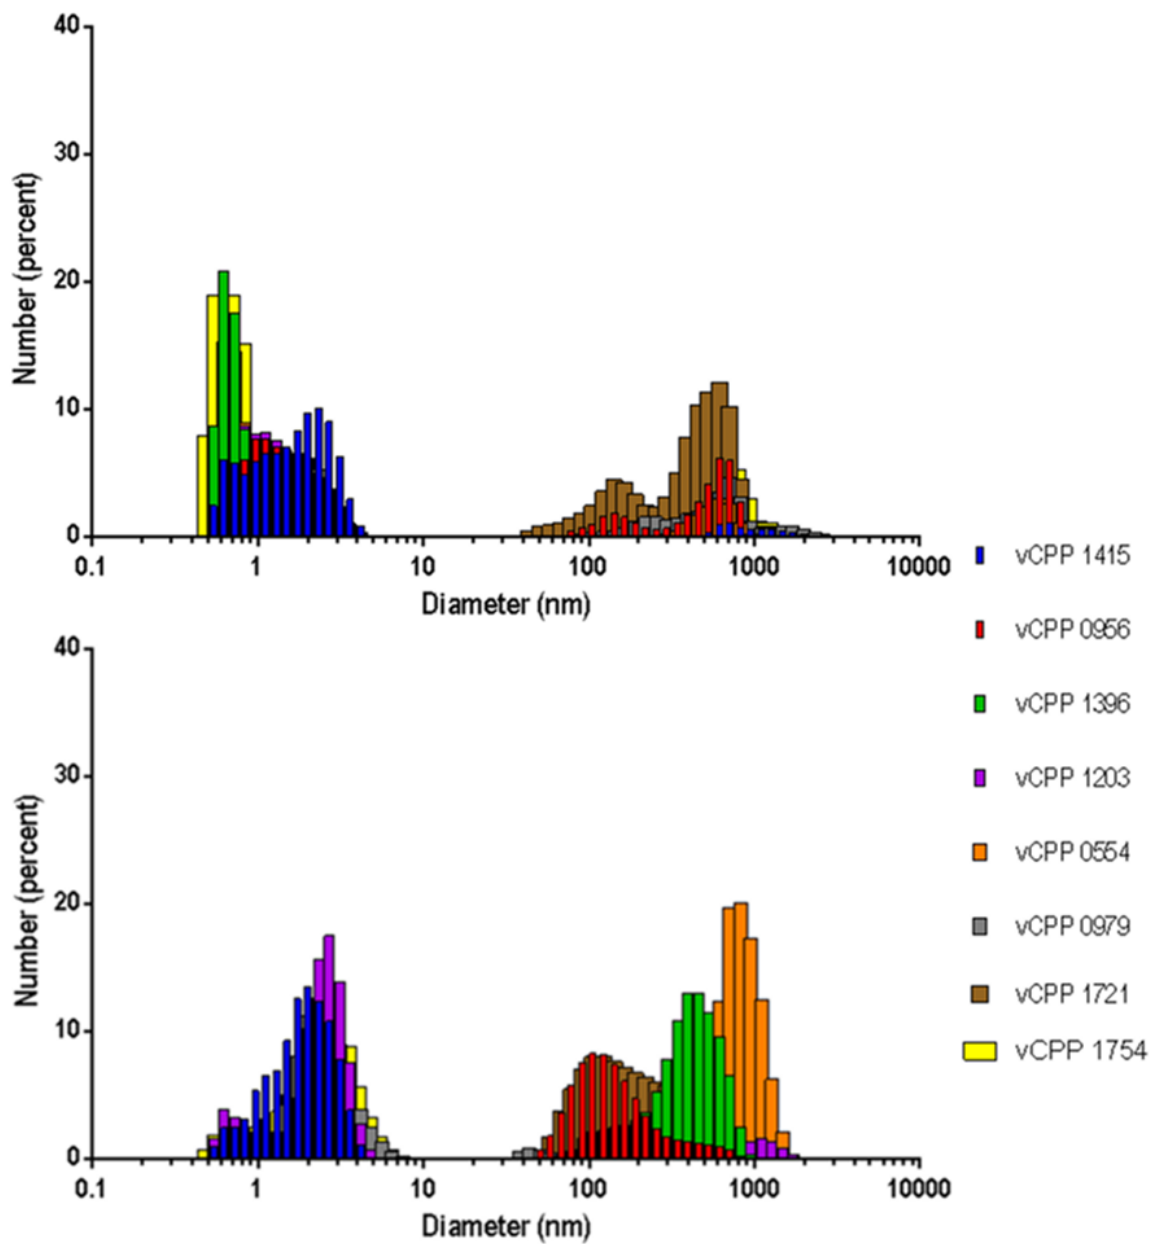 40
30
20
10
0
Number (percent)
0.1 1 10 100 1000 10000
Diameter (nm)
40
30
20
10
0
Number (percent)
0.1 1 10 100 1000 10000
Diameter (nm)
vCPP 1415
vCPP 0956
vCPP 1396
vCPP 1203
vCPP 0554
vCPP 0979
vCPP 1721
vCPP 1754